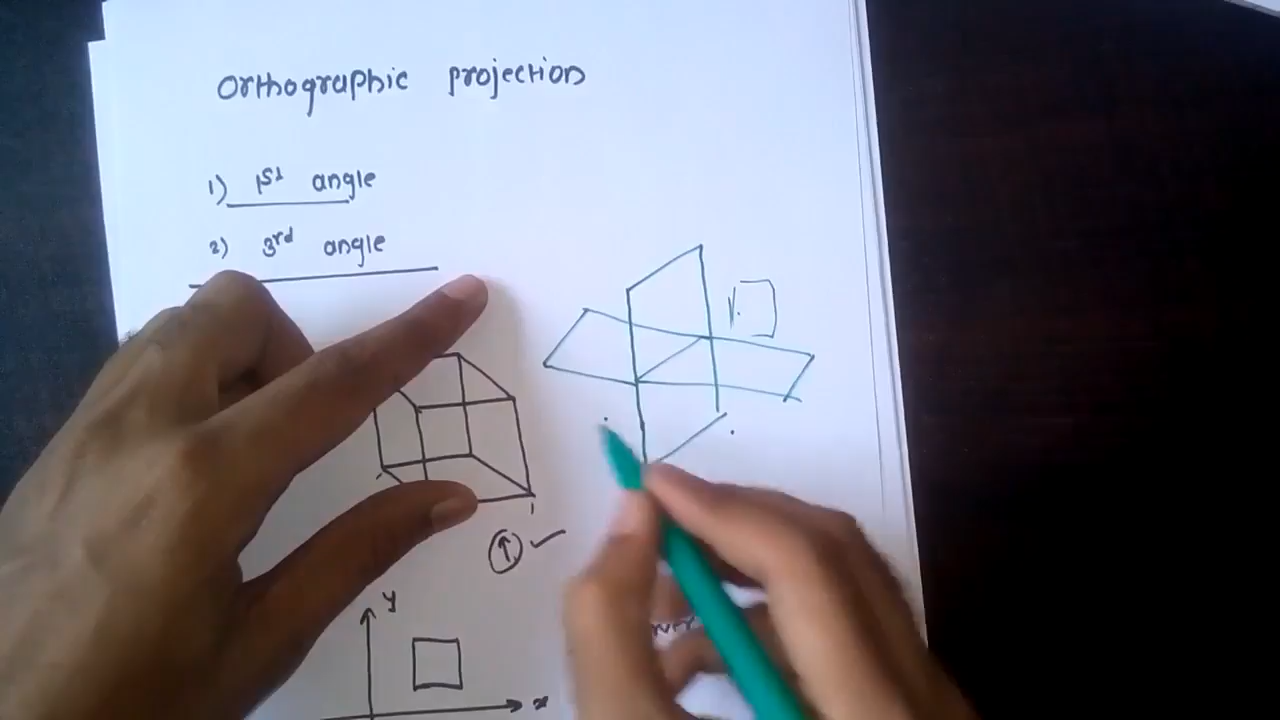 Orthographic projection
1) 1st angle
2) 3rd angle
y
x